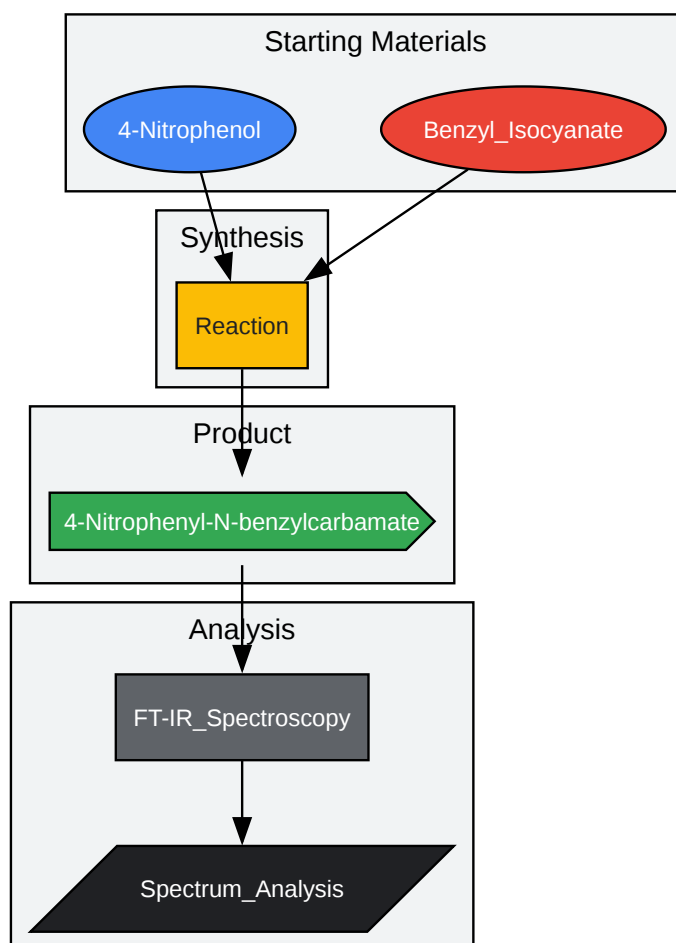 Starting Materials
4-Nitrophenol
Benzyl_Isocyanate
Synthesis
Reaction
Product
4-Nitrophenyl-N-benzylcarbamate
Analysis
FT-IR_Spectroscopy
Spectrum_Analysis